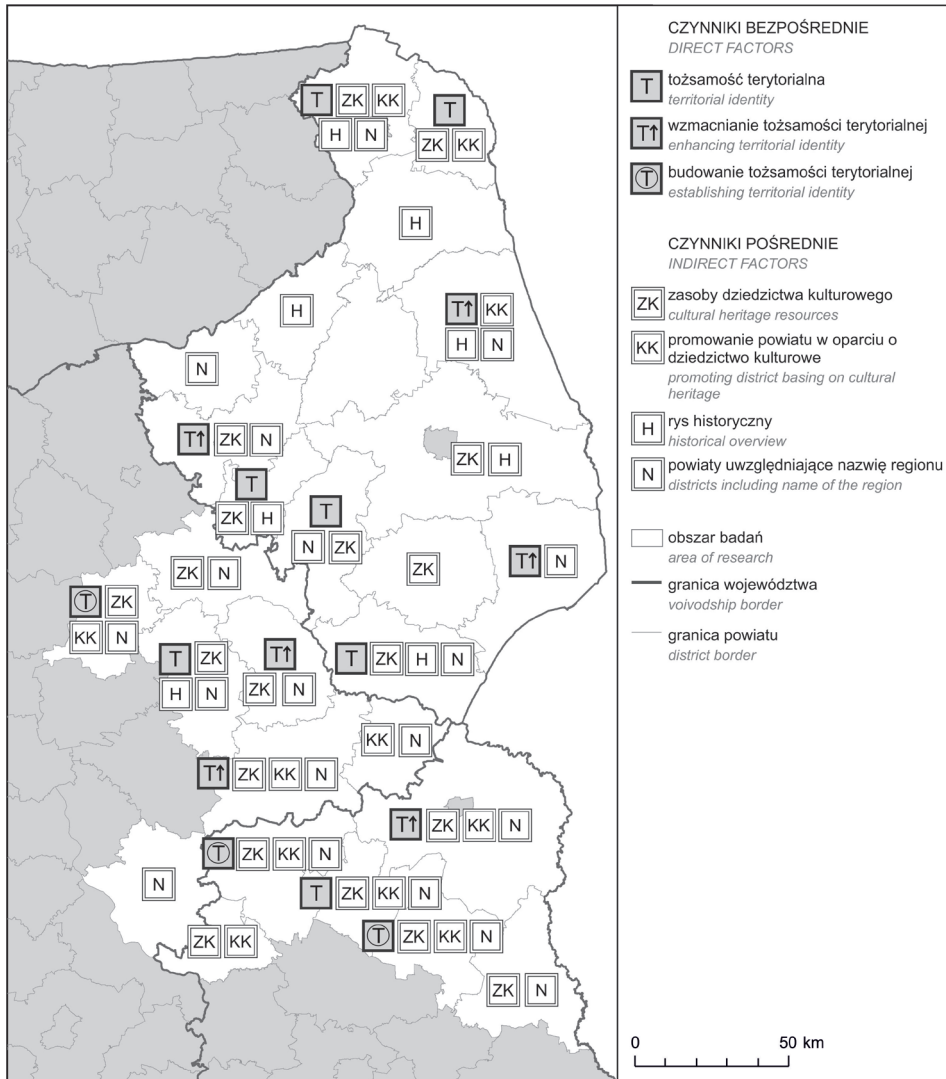 T ZK KK
H N
T
ZK KK
H
H
T↑ KK
H N
N
T↑ ZK N
ZK H
T
ZK H
T
N ZK
ZK
T↑ N
ZK N
T ZK
KK N
T ZK
H N
T↑
ZK N
T ZK H N
KK N
T↑ ZK KK N
T↑ ZK KK N
T ZK KK N
N
T ZK KK N
ZK KK
T ZK KK N
ZK N
CZYNNIKI BEZPOŚREDNIE
DIRECT FACTORS
T tożsamość terytorialna
territorial identity
T↑ wzmacnianie tożsamości terytorialnej
enhancing territorial identity
T budowanie tożsamości terytorialnej
establishing territorial identity
CZYNNIKI POŚREDNIE
INDIRECT FACTORS
ZK zasoby dziedzictwa kulturowego
cultural heritage resources
KK promowanie powiatu w oparciu o
dziedzictwo kulturowe
promoting district basing on cultural
heritage
H rys historyczny
historical overview
N powiaty uwzględniające nazwię regionu
districts including name of the region
obszar badań
area of research
granica województwa
voivodship border
granica powiatu
district border
0 50 km